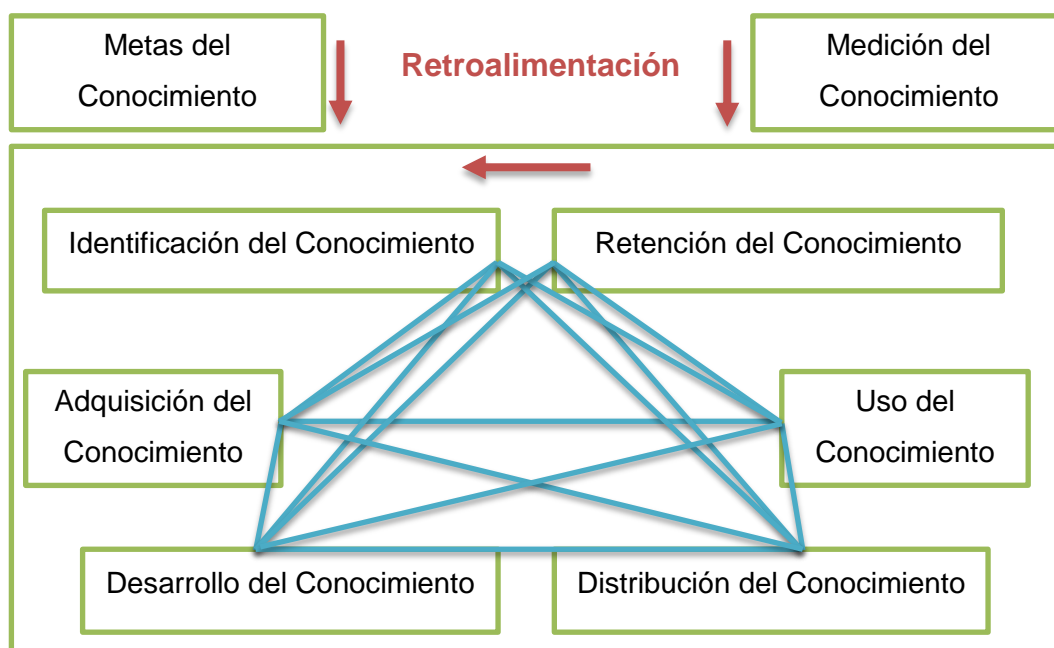 Metas del
Conocimiento
Retroalimentación
Medición del
Conocimiento
Identificación del Conocimiento
Retención del Conocimiento
Adquisición del
Conocimiento
Uso del
Conocimiento
Desarrollo del Conocimiento
Distribución del Conocimiento